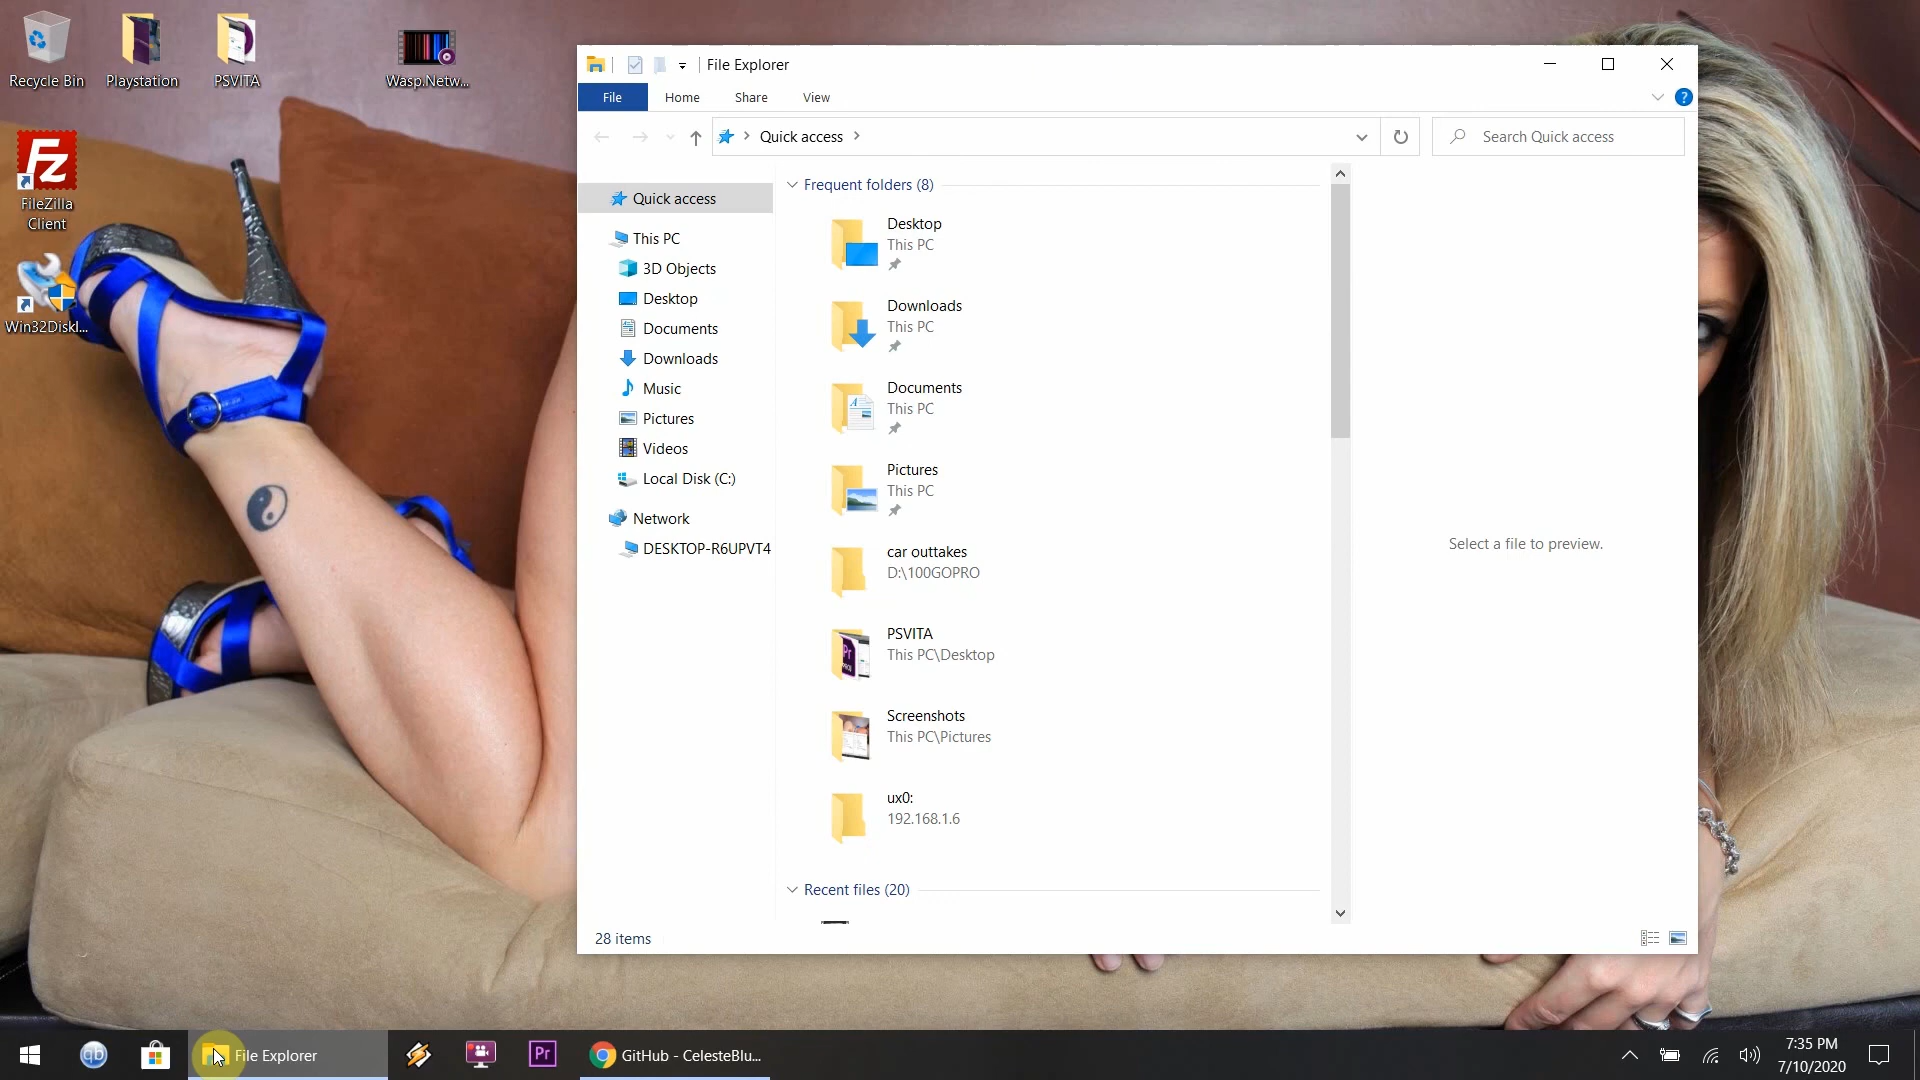 Recycle Bin
Playstation
PSVITA
Wasp.Netw...
FileZilla
Client
Win32DiskI...
File Explorer
File
Home
Share
View
Quick access
Search Quick access
Quick access
This PC
3D Objects
Desktop
Documents
Downloads
Music
Pictures
Videos
Local Disk (C:)
Network
DESKTOP-R6UPVT4
Frequent folders (8)
Desktop
This PC
Downloads
This PC
Documents
This PC
Pictures
This PC
car outtakes
D:\100GOPRO
PSVITA
This PC\Desktop
Screenshots
This PC\Pictures
ux0:
192.168.1.6
Recent files (20)
Select a file to preview.
28 items
qb
File Explorer
Pr
GitHub - CelesteBlu...
7:35 PM
7/10/2020